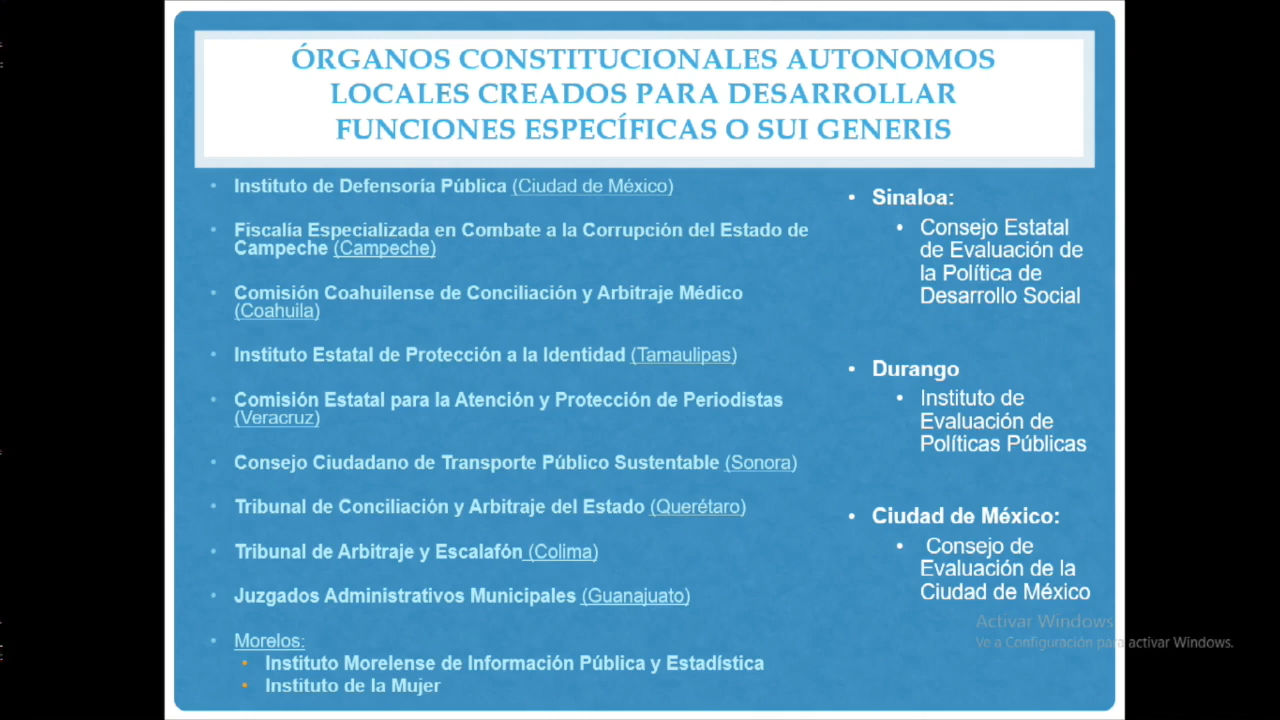 ÓRGANOS CONSTITUCIONALES AUTONOMOS
LOCALES CREADOS PARA DESARROLLAR
FUNCIONES ESPECÍFICAS O SUI GENERIS
• Instituto de Defensoría Pública (Ciudad de México)
• Fiscalía Especializada en Combate a la Corrupción del Estado de
Campeche (Campeche)
• Comisión Coahuilense de Conciliación y Arbitraje Médico
(Coahuila)
• Instituto Estatal de Protección a la Identidad (Tamaulipas)
• Comisión Estatal para la Atención y Protección de Periodistas
(Veracruz)
• Consejo Ciudadano de Transporte Público Sustentable (Sonora)
• Tribunal de Conciliación y Arbitraje del Estado (Querétaro)
• Tribunal de Arbitraje y Escalafón (Colima)
• Juzgados Administrativos Municipales (Guanajuato)
• Morelos:
• Instituto Morelense de Información Pública y Estadística
• Instituto de la Mujer
• Sinaloa:
• Consejo Estatal
de Evaluación de
la Política de
Desarrollo Social
• Durango
• Instituto de
Evaluación de
Políticas Públicas
• Ciudad de México:
• Consejo de
Evaluación de la
Ciudad de México
Activar Windows
Ve a Configuración para activar Windows.